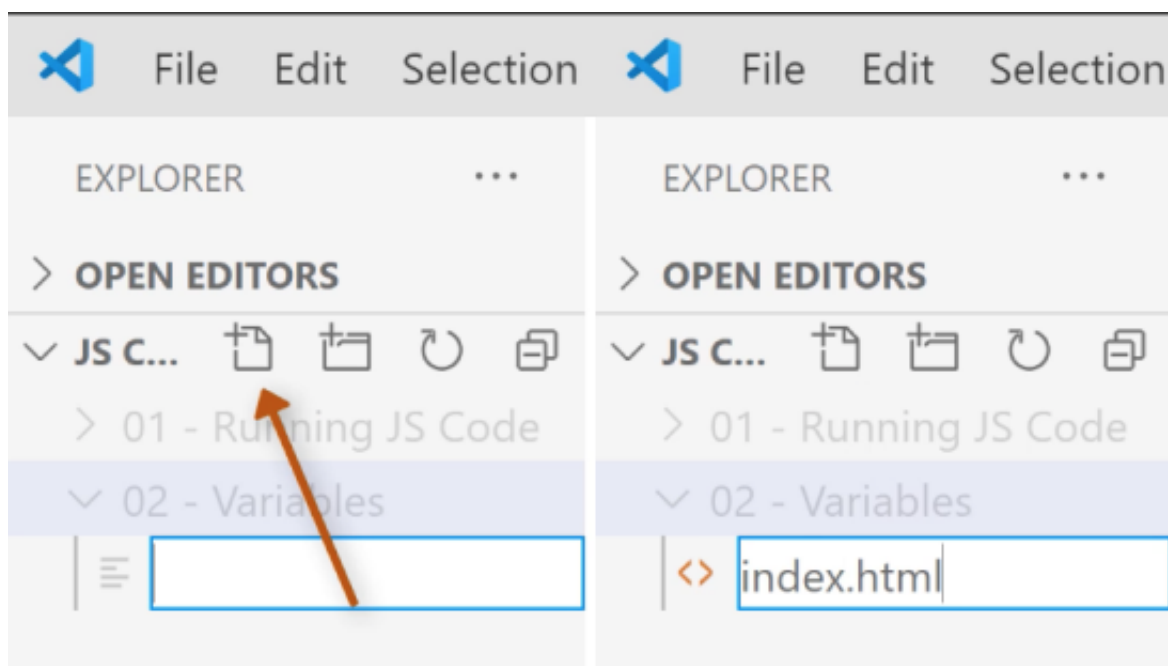 File Edit Selection
EXPLORER ...
OPEN EDITORS
JS C...
01 - Running JS Code
02 - Variables
File Edit Selection
EXPLORER ...
OPEN EDITORS
JS C...
01 - Running JS Code
02 - Variables
index.html